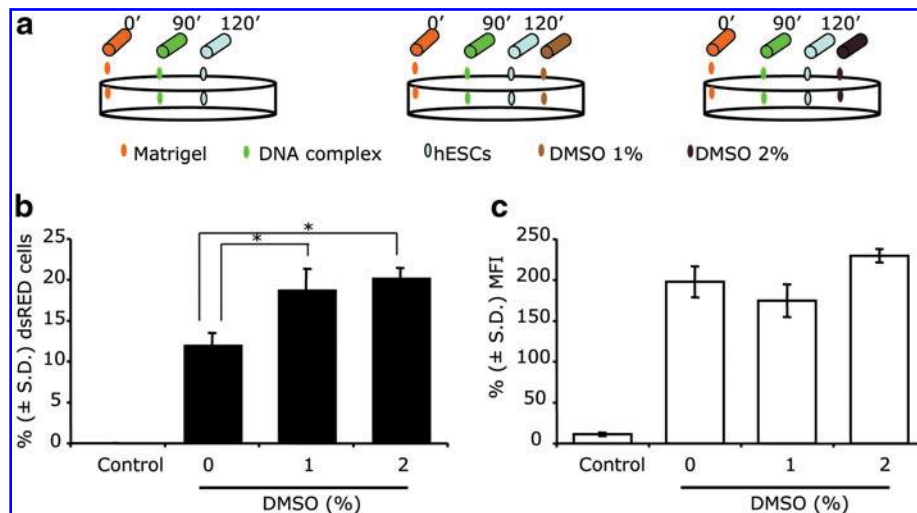 a
0′ 90′ 120′
0′ 90′ 120′
0′ 90′ 120′
Matrigel DNA complex hESCs DMSO 1% DMSO 2%
b
% (± S.D.) dsRED cells
25
20
15
10
5
0
* *
Control 0 1 2
DMSO (%)
c
% (± S.D.) MFI
250
200
150
100
50
0
Control 0 1 2
DMSO (%)